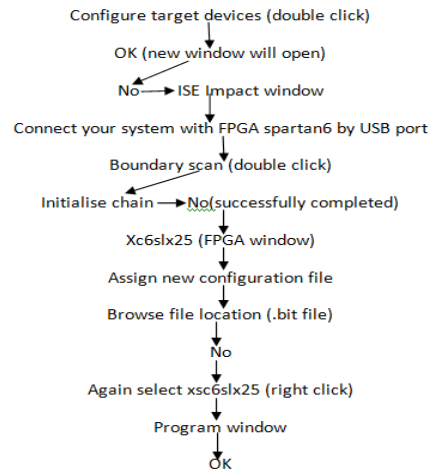 Configure target devices (double click)
OK (new window will open)
No ISE Impact window
Connect your system with FPGA spartan6 by USB port
Boundary scan (double click)
Initialise chain No(successfully completed)
Xc6slx25 (FPGA window)
Assign new configuration file
Browse file location (.bit file)
No
Again select xsc6slx25 (right click)
Program window
OK